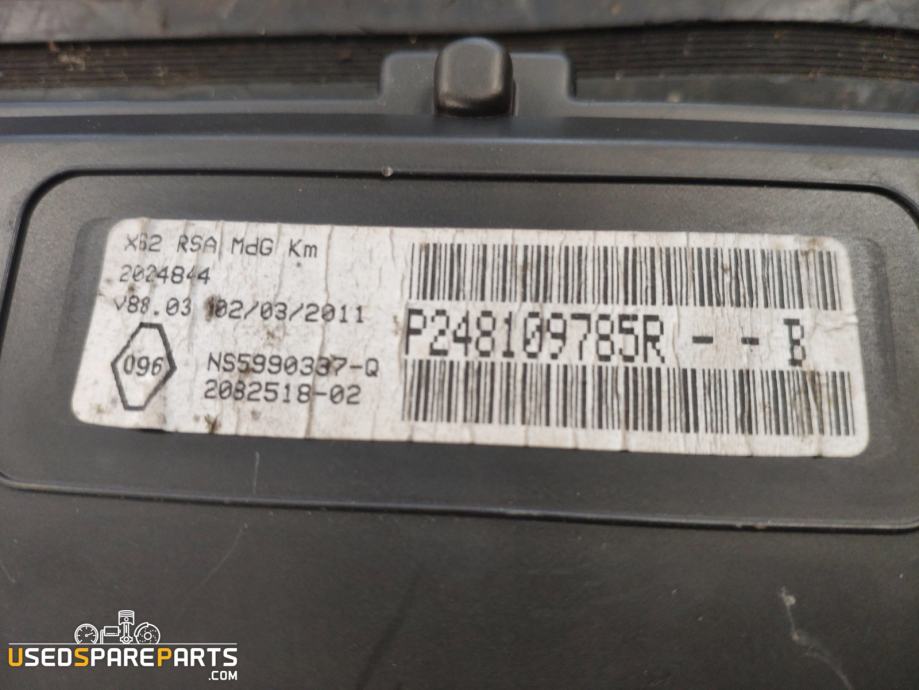 X62 RSA MdG Km
2024844
v88.03 02/03/2011
096
NS5990337-Q
2082518-02
P248109785R - - B
USEDSPAREPARTS
.COM